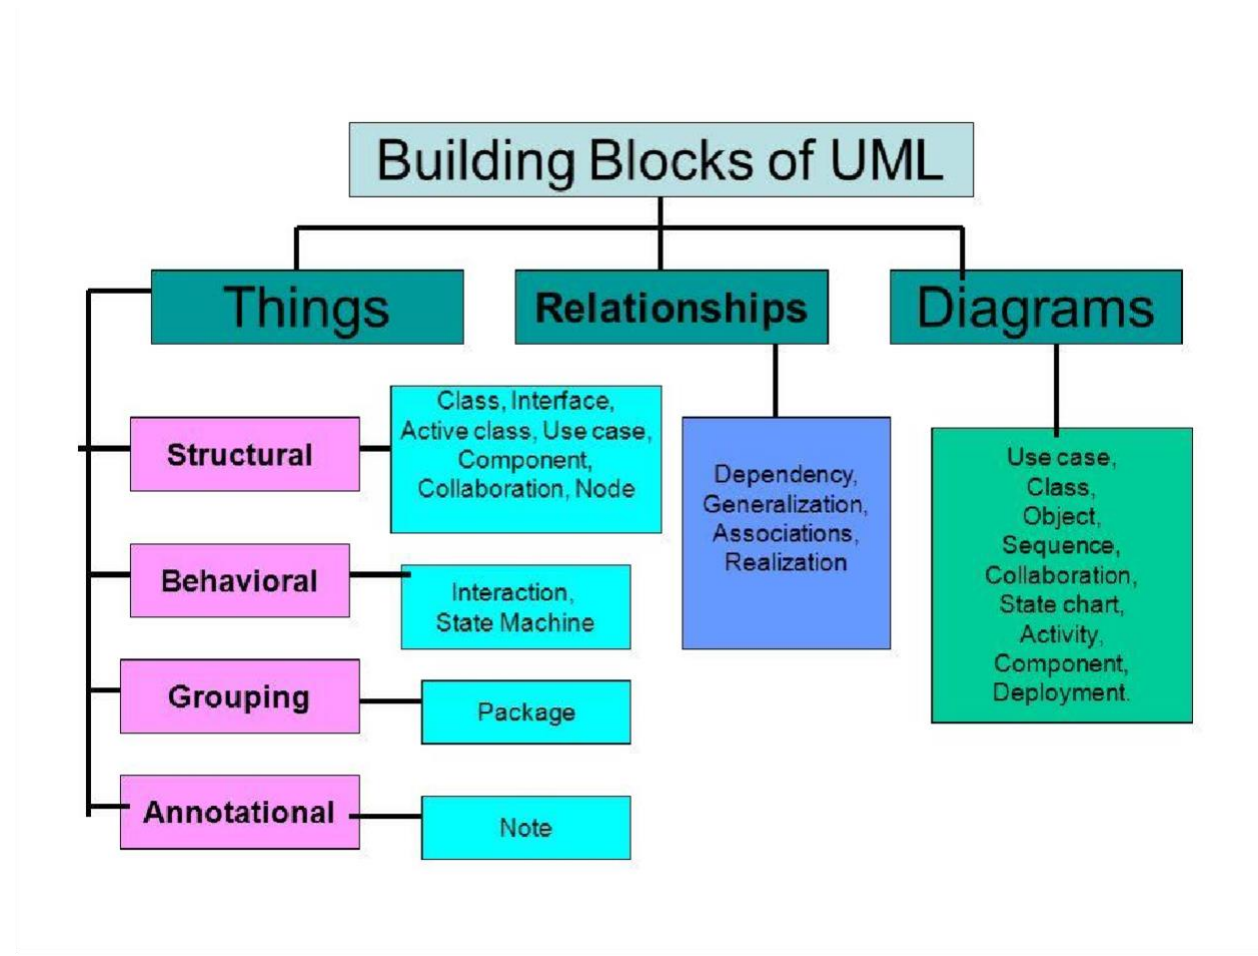 Building Blocks of UML
Things
Relationships
Diagrams
Structural
Class, Interface,
Active class, Use case,
Component,
Collaboration, Node
Behavioral
Interaction,
State Machine
Grouping
Package
Annotational
Note
Dependency,
Generalization,
Associations,
Realization
Use case,
Class,
Object,
Sequence,
Collaboration,
State chart,
Activity,
Component,
Deployment.